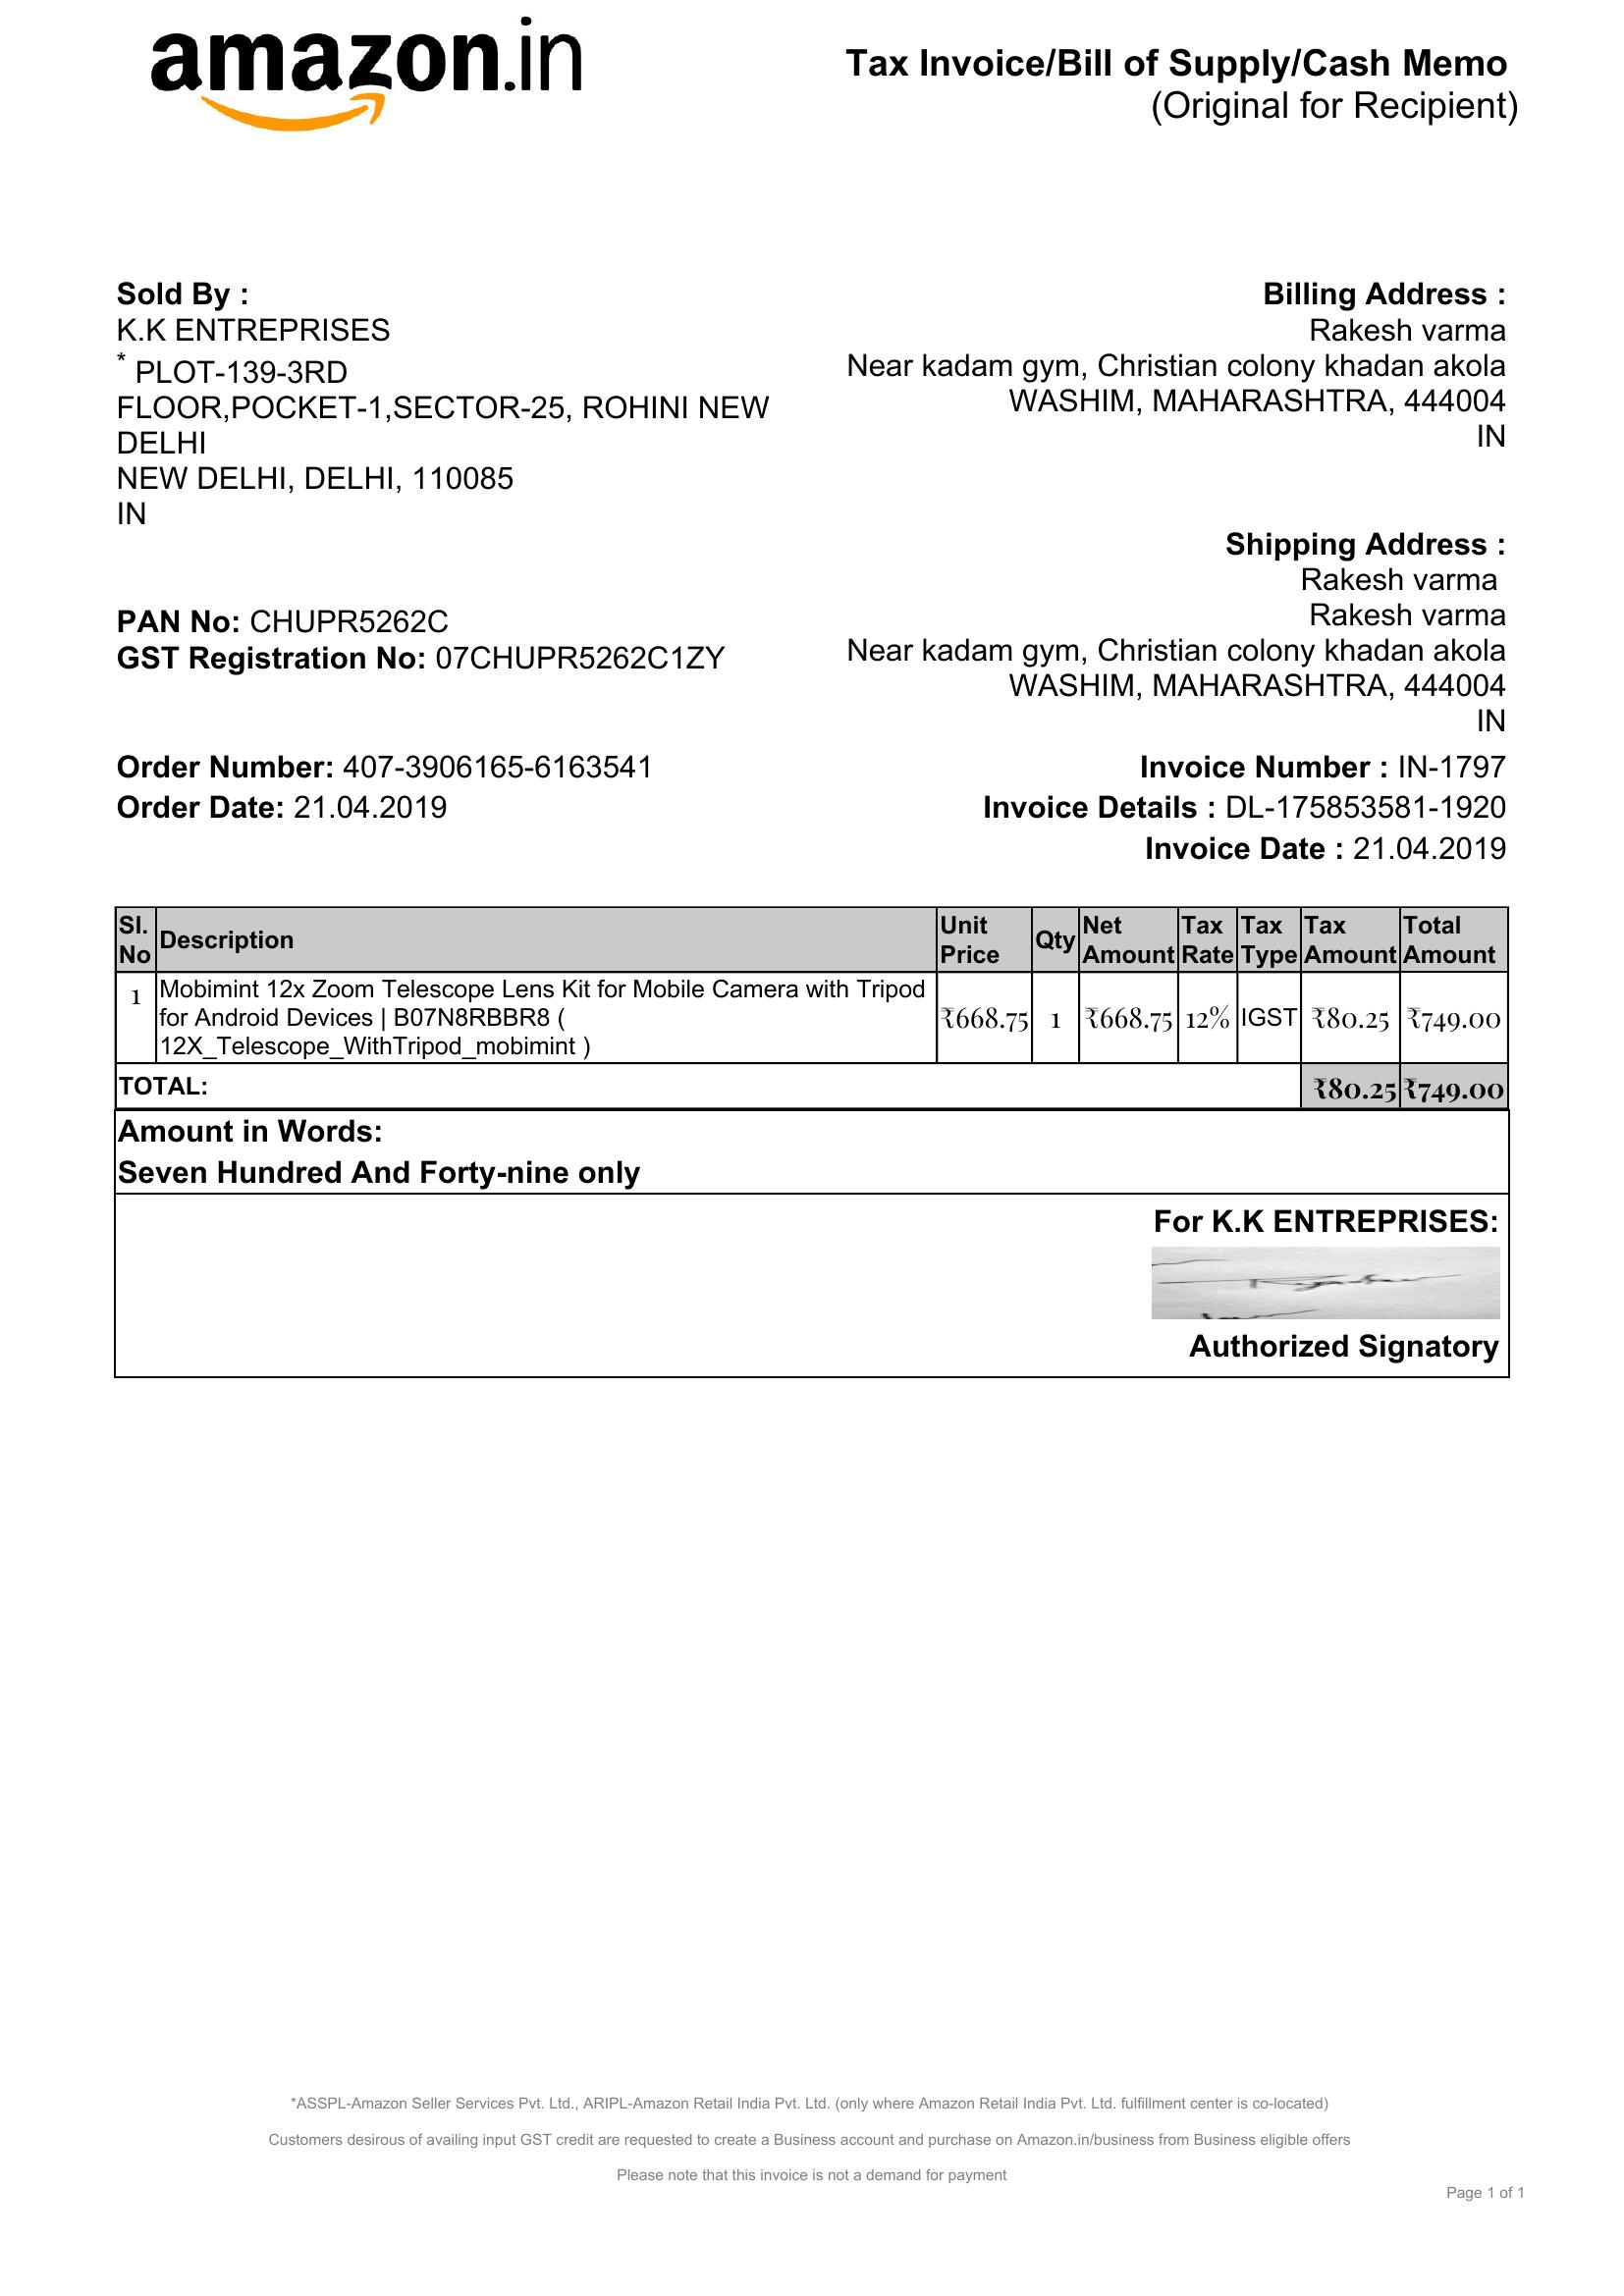 amazon.in
Tax Invoice/Bill of Supply/Cash Memo
(Original for Recipient)
Sold By :
K.K ENTREPRISES
* PLOT-139-3RD
FLOOR,POCKET-1,SECTOR-25, ROHINI NEW
DELHI
NEW DELHI, DELHI, 110085
IN
PAN No: CHUPR5262C
GST Registration No: 07CHUPR5262C1ZY
Order Number: 407-3906165-6163541
Order Date: 21.04.2019
Billing Address :
Rakesh varma
Near kadam gym, Christian colony khadan akola
WASHIM, MAHARASHTRA, 444004
IN
Shipping Address :
Rakesh varma
Rakesh varma
Near kadam gym, Christian colony khadan akola
WASHIM, MAHARASHTRA, 444004
IN
Invoice Number : IN-1797
Invoice Details : DL-175853581-1920
Invoice Date : 21.04.2019
Sl. No Description Unit Price Qty Net Amount Tax Rate Tax Type Tax Amount Total Amount
1 Mobimint 12x Zoom Telescope Lens Kit for Mobile Camera with Tripod
for Android Devices | B07N8RBBR8 (
12X_Telescope_WithTripod_mobimint )
₹668.75 1 ₹668.75 12% IGST ₹80.25 ₹749.00
TOTAL: ₹80.25 ₹749.00
Amount in Words:
Seven Hundred And Forty-nine only
For K.K ENTREPRISES:
Authorized Signatory
*ASSPL-Amazon Seller Services Pvt. Ltd., ARIPL-Amazon Retail India Pvt. Ltd. (only where Amazon Retail India Pvt. Ltd. fulfillment center is co-located)
Customers desirous of availing input GST credit are requested to create a Business account and purchase on Amazon.in/business from Business eligible offers
Please note that this invoice is not a demand for payment
Page 1 of 1